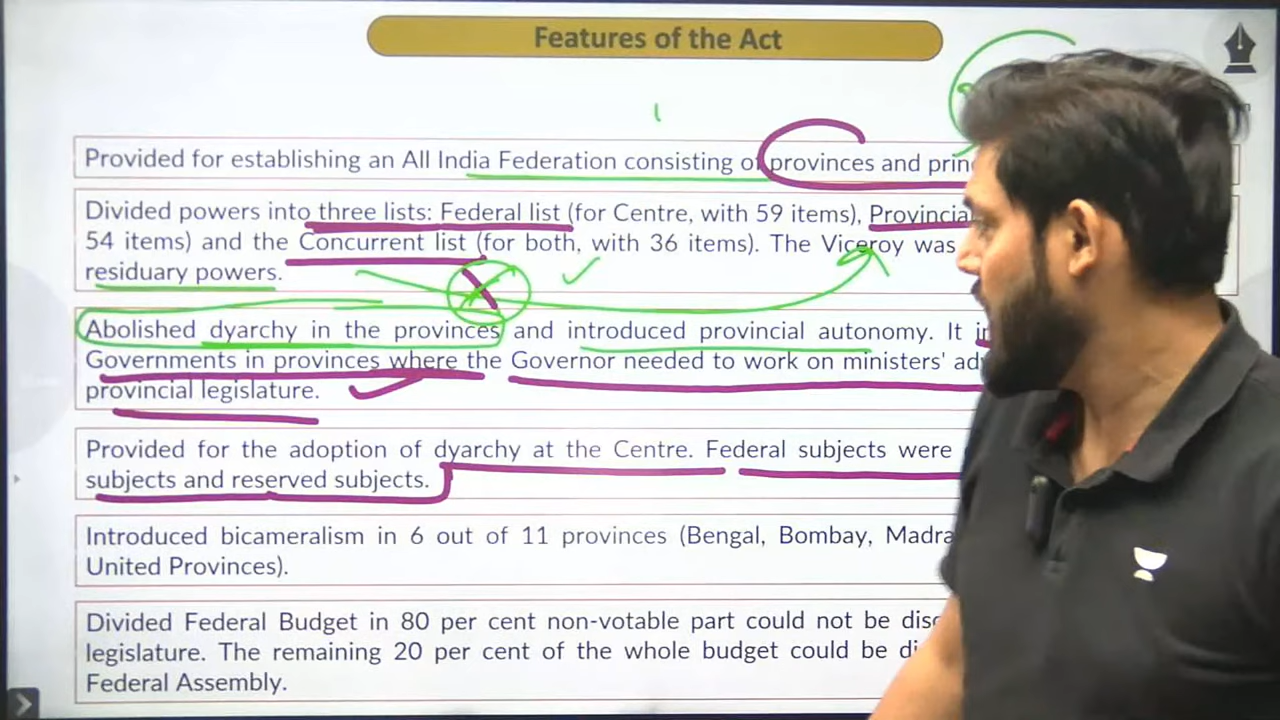 Features of the Act
Provided for establishing an All India Federation consisting of provinces and
Divided powers into three lists: Federal list (for Centre, with 59 items),
54 items) and the Concurrent list (for both, with 36 items). The Viceroy was
residuary powers.
Abolished dyarchy in the provinces and introduced provincial autonomy. It
Governments in provinces where the Governor needed to work on ministers'
provincial legislature.
Provided for the adoption of dyarchy at the Centre. Federal subjects were
subjects and reserved subjects.
Introduced bicameralism in 6 out of 11 provinces (Bengal, Bombay,
United Provinces).
Divided Federal Budget in 80 per cent non-votable part could not be
legislature. The remaining 20 per cent of the whole budget could be
Federal Assembly.